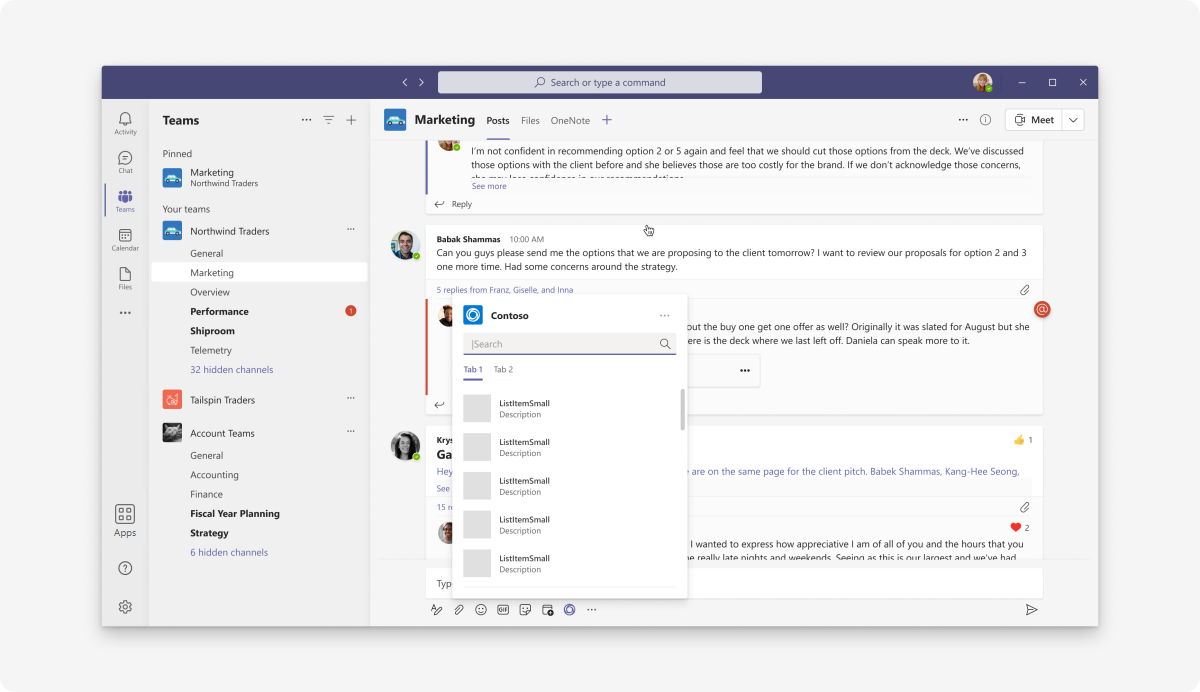 Search or type a command
Activity
Chat
Teams
Calendar
Files
Apps
Teams
Pinned
Marketing
Northwind Traders
Your teams
Northwind Traders
General
Marketing
Overview
Performance
1
Shiproom
Telemetry
32 hidden channels
Tailspin Traders
Account Teams
General
Accounting
Finance
Fiscal Year Planning
Strategy
6 hidden channels
Marketing
Posts
Files
OneNote
Meet
I'm not confident in recommending option 2 or 5 again and feel that we should cut those options from the deck. We've discussed
those options with the client before and she believes those are too costly for the brand. If we don't acknowledge those concerns,
she may lose confidence in our recommendations
See more
Reply
Babak Shammas 10:00 AM
Can you guys please send me the options that we are proposing to the client tomorrow? I want to review our proposals for option 2 and 3
one more time. Had some concerns around the strategy.
5 replies from Franz, Giselle, and Inna
@
out the buy one get one offer as well? Originally it was slated for August but she
ere is the deck where we last left off. Daniela can speak more to it.
Contoso
Search
Tab 1
Tab 2
ListItemSmall
Description
ListItemSmall
Description
ListItemSmall
Description
ListItemSmall
Description
ListItemSmall
Description
Krys
1
Ga
Hey
are on the same page for the client pitch. Babak Shammas, Kang-Hee Seong,
See
15 re
2
I wanted to express how appreciative I am of all of you and the hours that you
e really late nights and weekends. Seeing as this is our largest and we've had
Typ
GIF